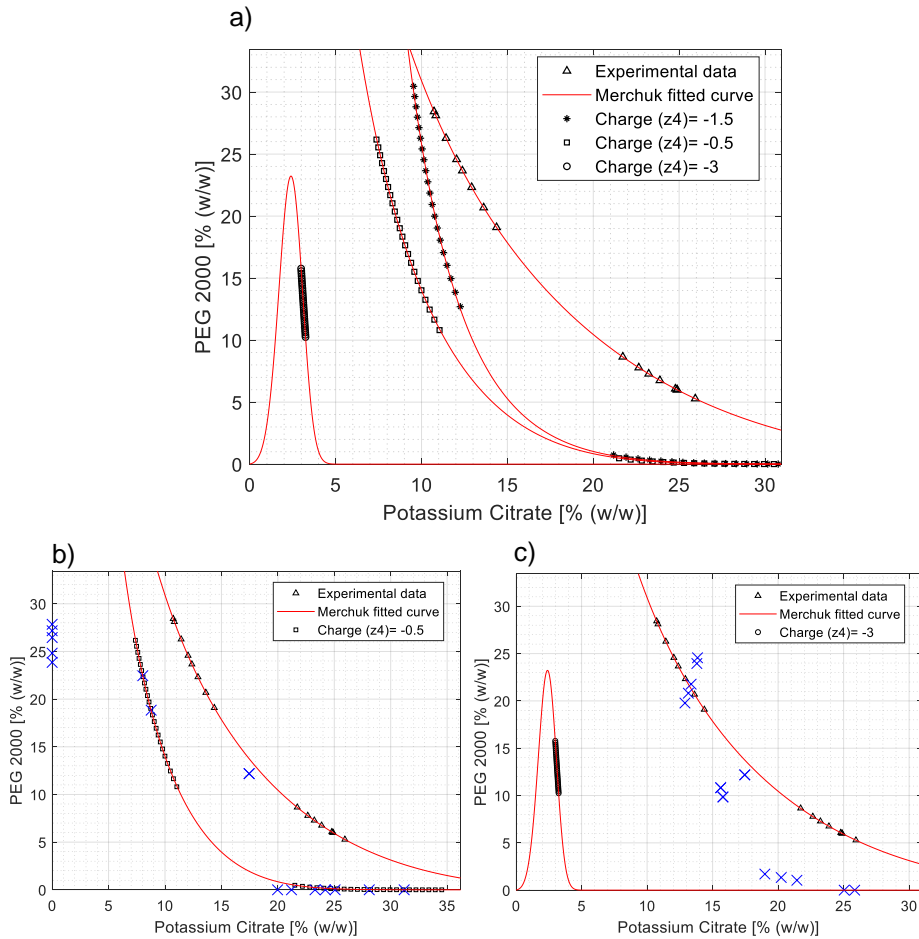 a)
PEG 2000 [% (w/w)]
30
25
20
15
10
5
0
Experimental data
Merchuk fitted curve
Charge (z4)= -1.5
Charge (z4)= -0.5
Charge (z4)= -3
0 5 10 15 20 25 30
Potassium Citrate [% (w/w)]
b)
PEG 2000 [% (w/w)]
30
25
20
15
10
5
0
Experimental data
Merchuk fitted curve
Charge (z4)= -0.5
0 5 10 15 20 25 30 35
Potassium Citrate [% (w/w)]
c)
PEG 2000 [% (w/w)]
30
25
20
15
10
5
0
Experimental data
Merchuk fitted curve
Charge (z4)= -3
0 5 10 15 20 25 30
Potassium Citrate [% (w/w)]